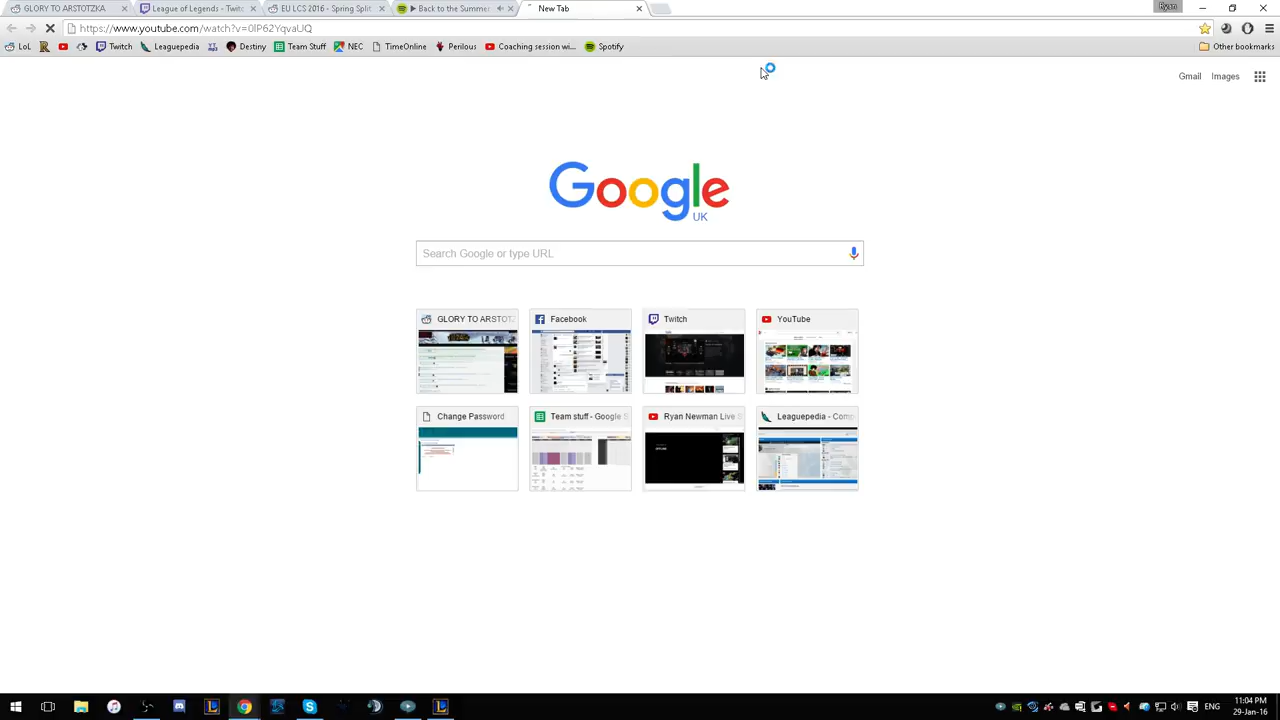 GLORY TO ARSTOTZKA
League of Legends - Twitc
EU LCS 2016 - Spring Split
Back to the Summer
New Tab
Ryan
https://www.youtube.com/watch?v=0lP62YqvaUQ
LoL
Twitch
Leaguepedia
Destiny
Team Stuff
NEC
TimeOnline
Perilous
Coaching session wi...
Spotify
Other bookmarks
Gmail
Images
Google
UK
Search Google or type URL
GLORY TO ARSTOTZ
Facebook
Twitch
YouTube
Change Password
Team stuff - Google S
Ryan Newman Live S
Leaguepedia - Comp
ENG
11:04 PM
29-Jan-16